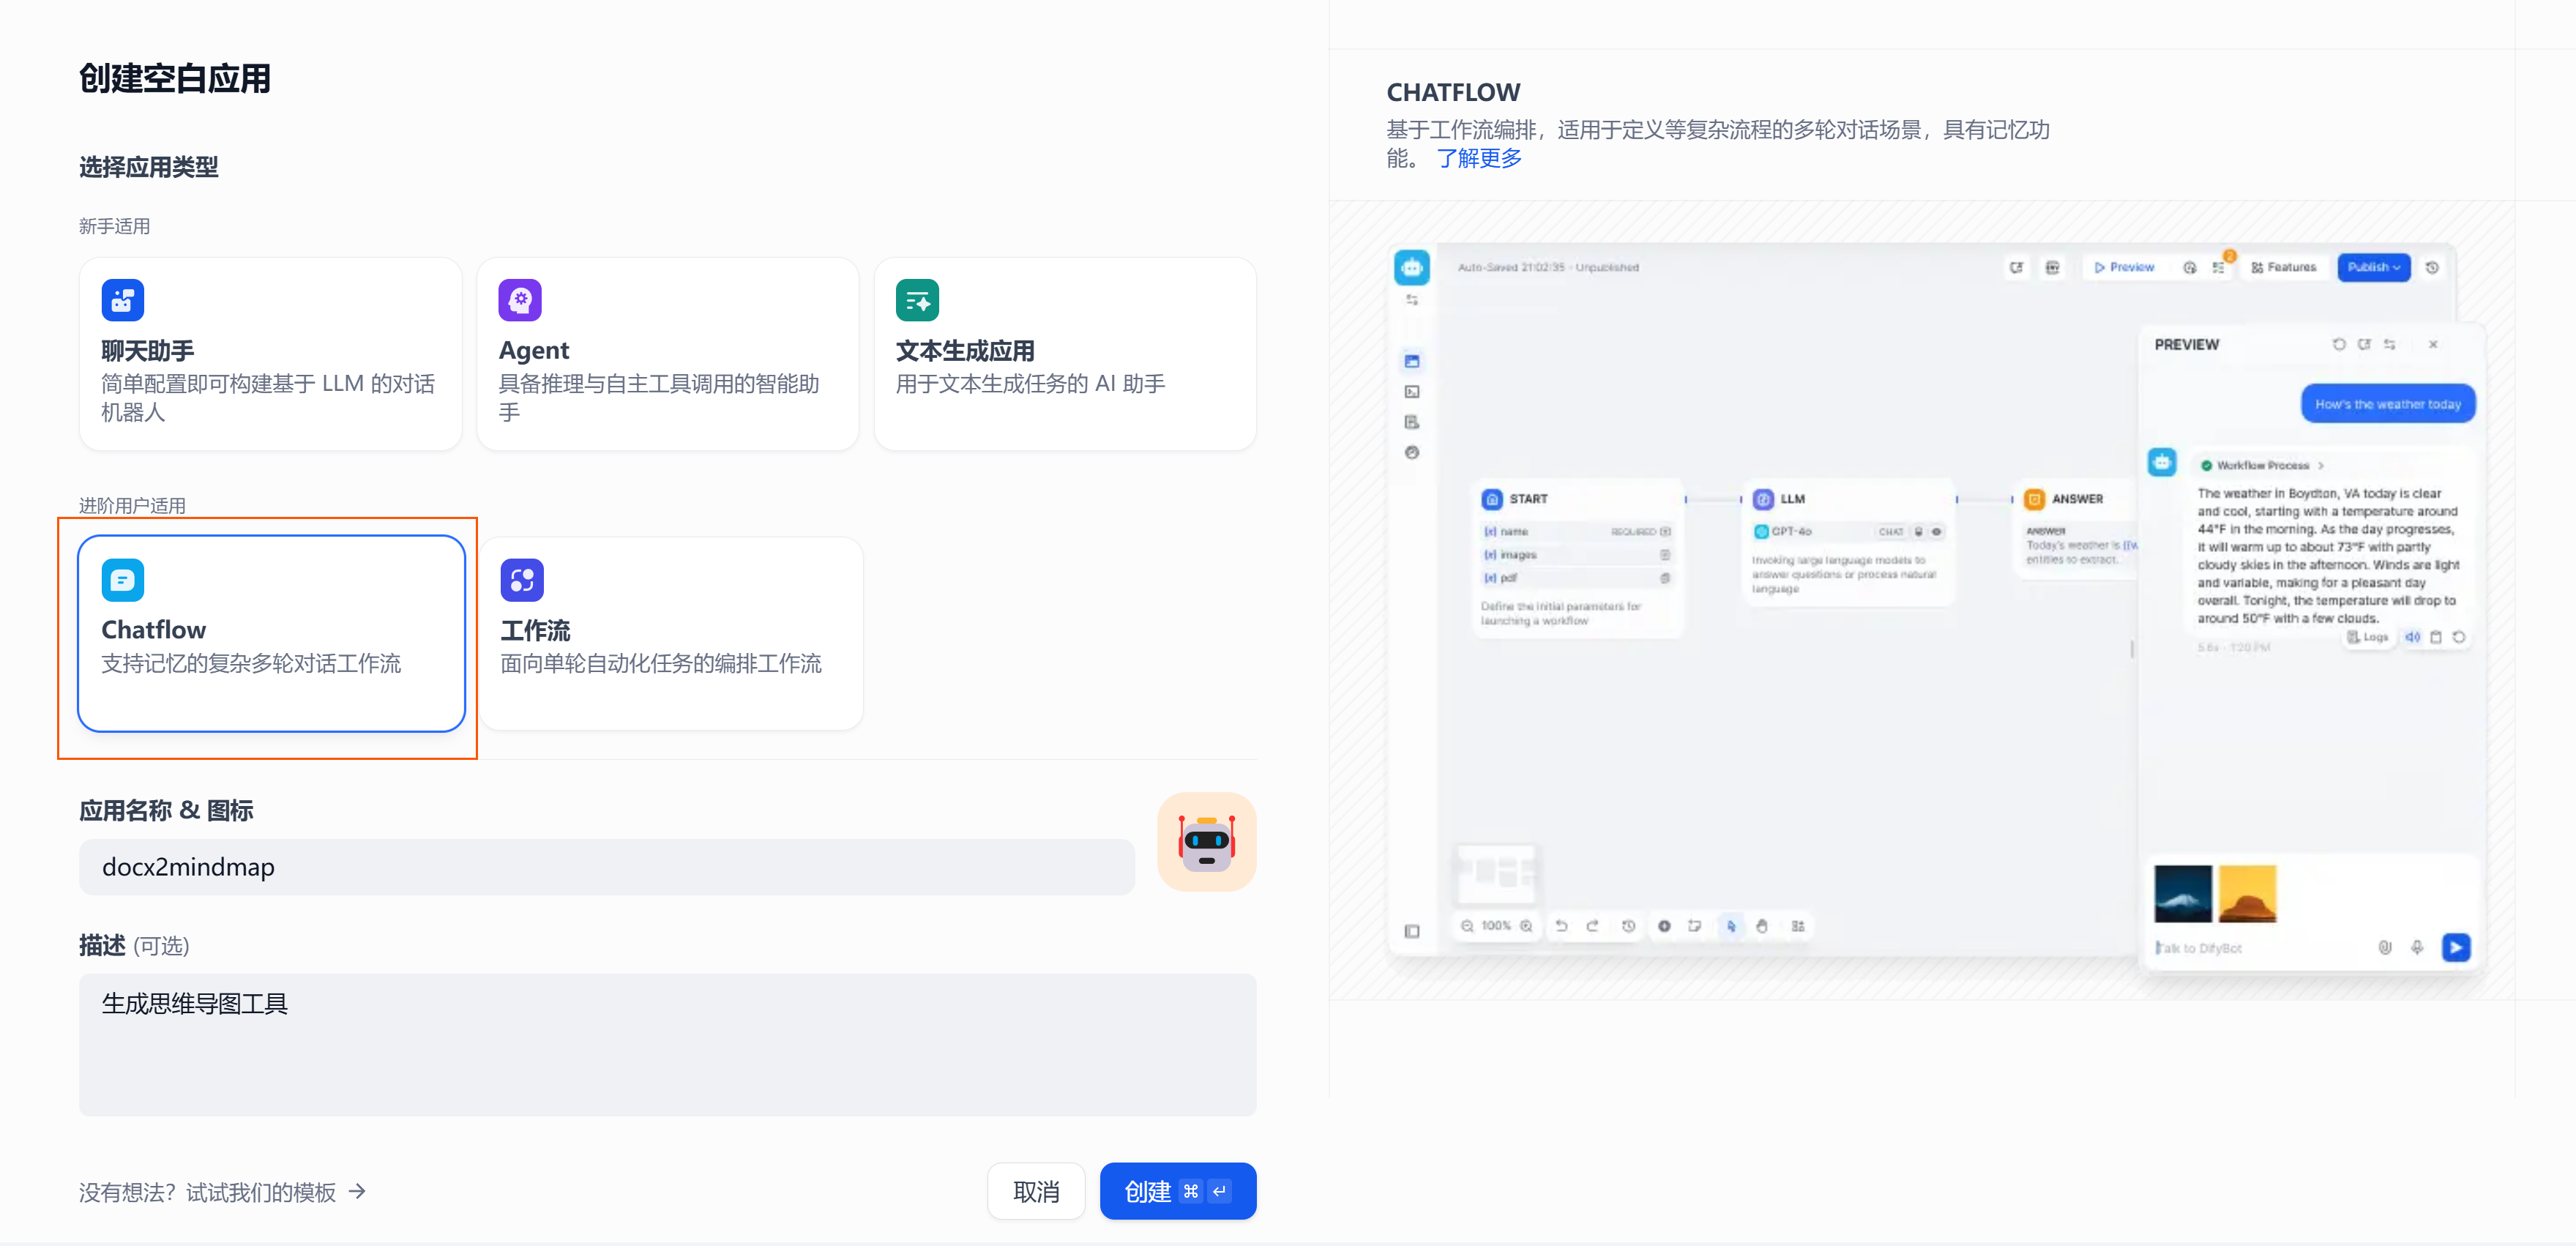 创建空白应用
选择应用类型
新手适用
聊天助手
简单配置即可构建基于 LLM 的对话
机器人
Agent
具备推理与自主工具调用的智能助
手
文本生成应用
用于文本生成任务的 AI 助手
进阶用户适用
Chatflow
支持记忆的复杂多轮对话工作流
工作流
面向单轮自动化任务的编排工作流
应用名称 & 图标
docx2mindmap
描述 (可选)
生成思维导图工具
没有想法？试试我们的模板 →
取消
创建 ⌘ ↵
CHATFLOW
基于工作流编排，适用于定义等复杂流程的多轮对话场景，具有记忆功
能。 了解更多
Auto-Saved 21:02:35 · Unpublished
Preview
2
Features
Publish
START
{x} name REQUIRED
{x} images
{x} pdf
Define the initial parameters for
launching a workflow
LLM
GPT-4o CHAT
Invoking large language models to
answer questions or process natural
language
ANSWER
ANSWER
Today's weather is {{w
entities to extract.
PREVIEW
How's the weather today
Workflow Process >
The weather in Boydton, VA today is clear
and cool, starting with a temperature around
44°F in the morning. As the day progresses,
it will warm up to about 73°F with partly
cloudy skies in the afternoon. Winds are light
and variable, making for a pleasant day
overall. Tonight, the temperature will drop to
around 50°F with a few clouds.
Logs
5.6s · 1:20 PM
100%
Talk to DifyBot